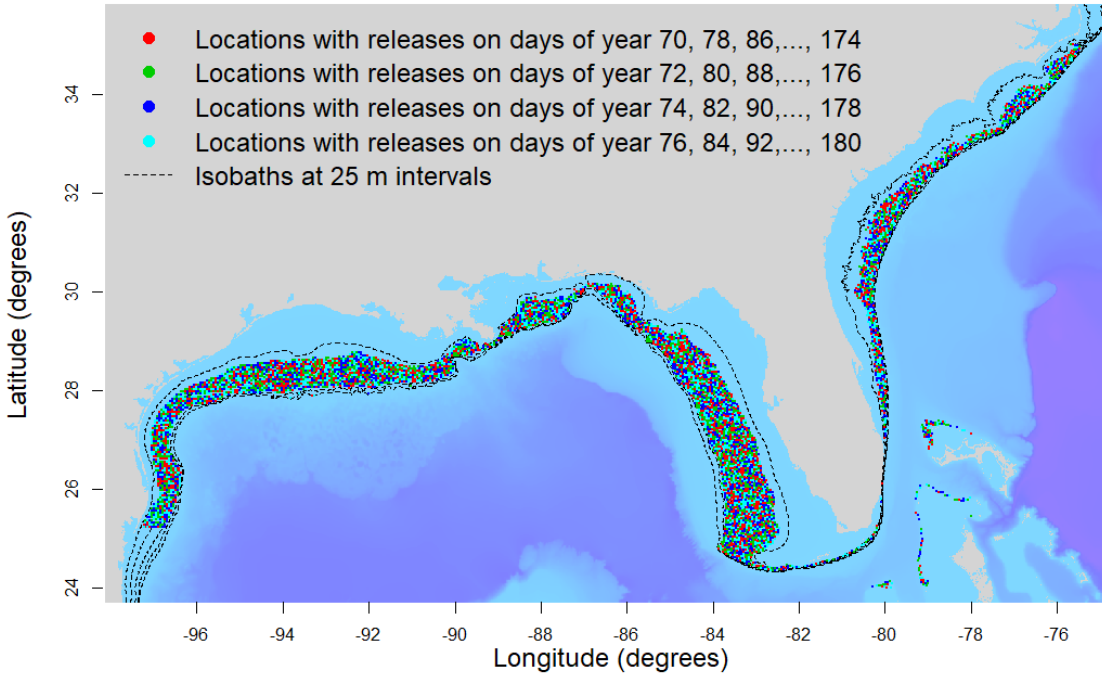 Locations with releases on days of year 70, 78, 86,..., 174
Locations with releases on days of year 72, 80, 88,..., 176
Locations with releases on days of year 74, 82, 90,..., 178
Locations with releases on days of year 76, 84, 92,..., 180
Isobaths at 25 m intervals
Latitude (degrees)
34
32
30
28
26
24
-96 -94 -92 -90 -88 -86 -84 -82 -80 -78 -76
Longitude (degrees)